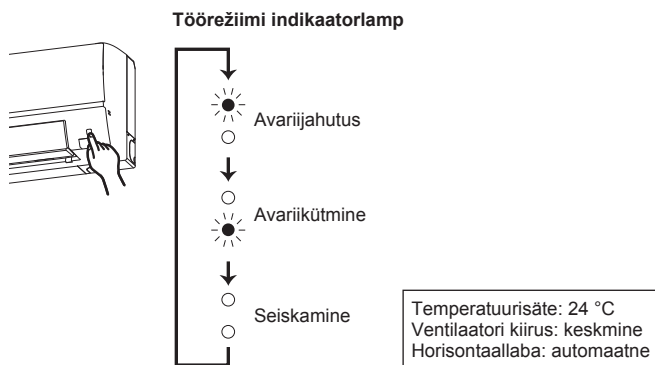 Töörežiimi indikaatorlamp
Avariijahutus
Avariikütmine
Seiskamine
Temperatuurisäte: 24 °C
Ventilaatori kiirus: keskmine
Horisontaallaba: automaatne